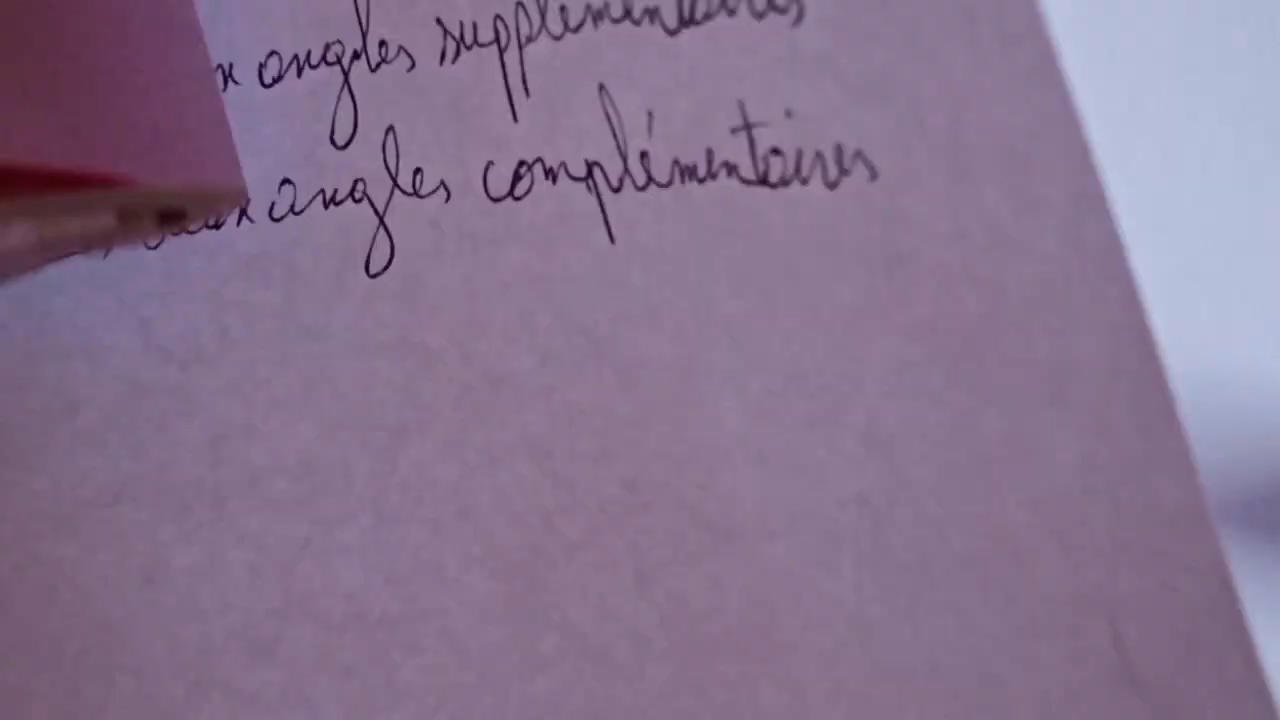 x angles supplémentaires
angles complémentaires